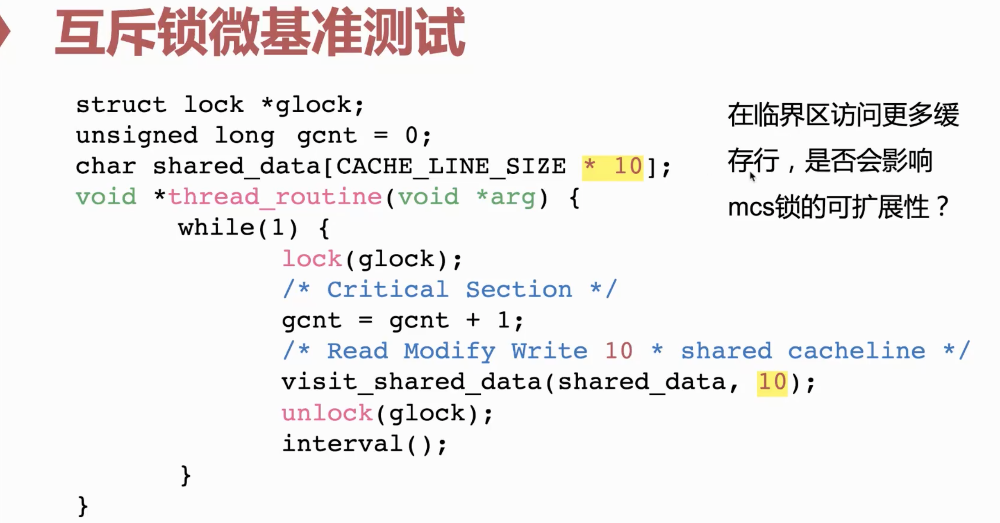 互斥锁微基准测试
struct lock *glock;
unsigned long gcnt = 0;
char shared_data[CACHE_LINE_SIZE * 10];
void *thread_routine(void *arg) {
while(1) {
lock(glock);
/* Critical Section */
gcnt = gcnt + 1;
/* Read Modify Write 10 * shared cacheline */
visit_shared_data(shared_data, 10);
unlock(glock);
interval();
}
}
在临界区访问更多缓
存行，是否会影响
mcs锁的可扩展性？